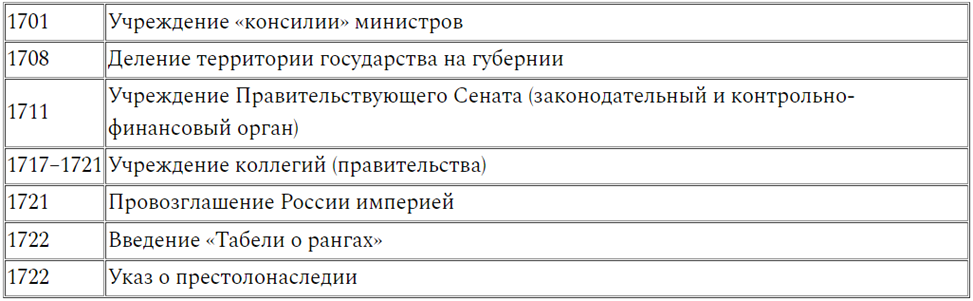 1701 Учреждение «консилии» министров
1708 Деление территории государства на губернии
1711 Учреждение Правительствующего Сената (законодательный и контрольно-
финансовый орган)
1717–1721 Учреждение коллегий (правительства)
1721 Провозглашение России империей
1722 Введение «Табели о рангах»
1722 Указ о престолонаследии